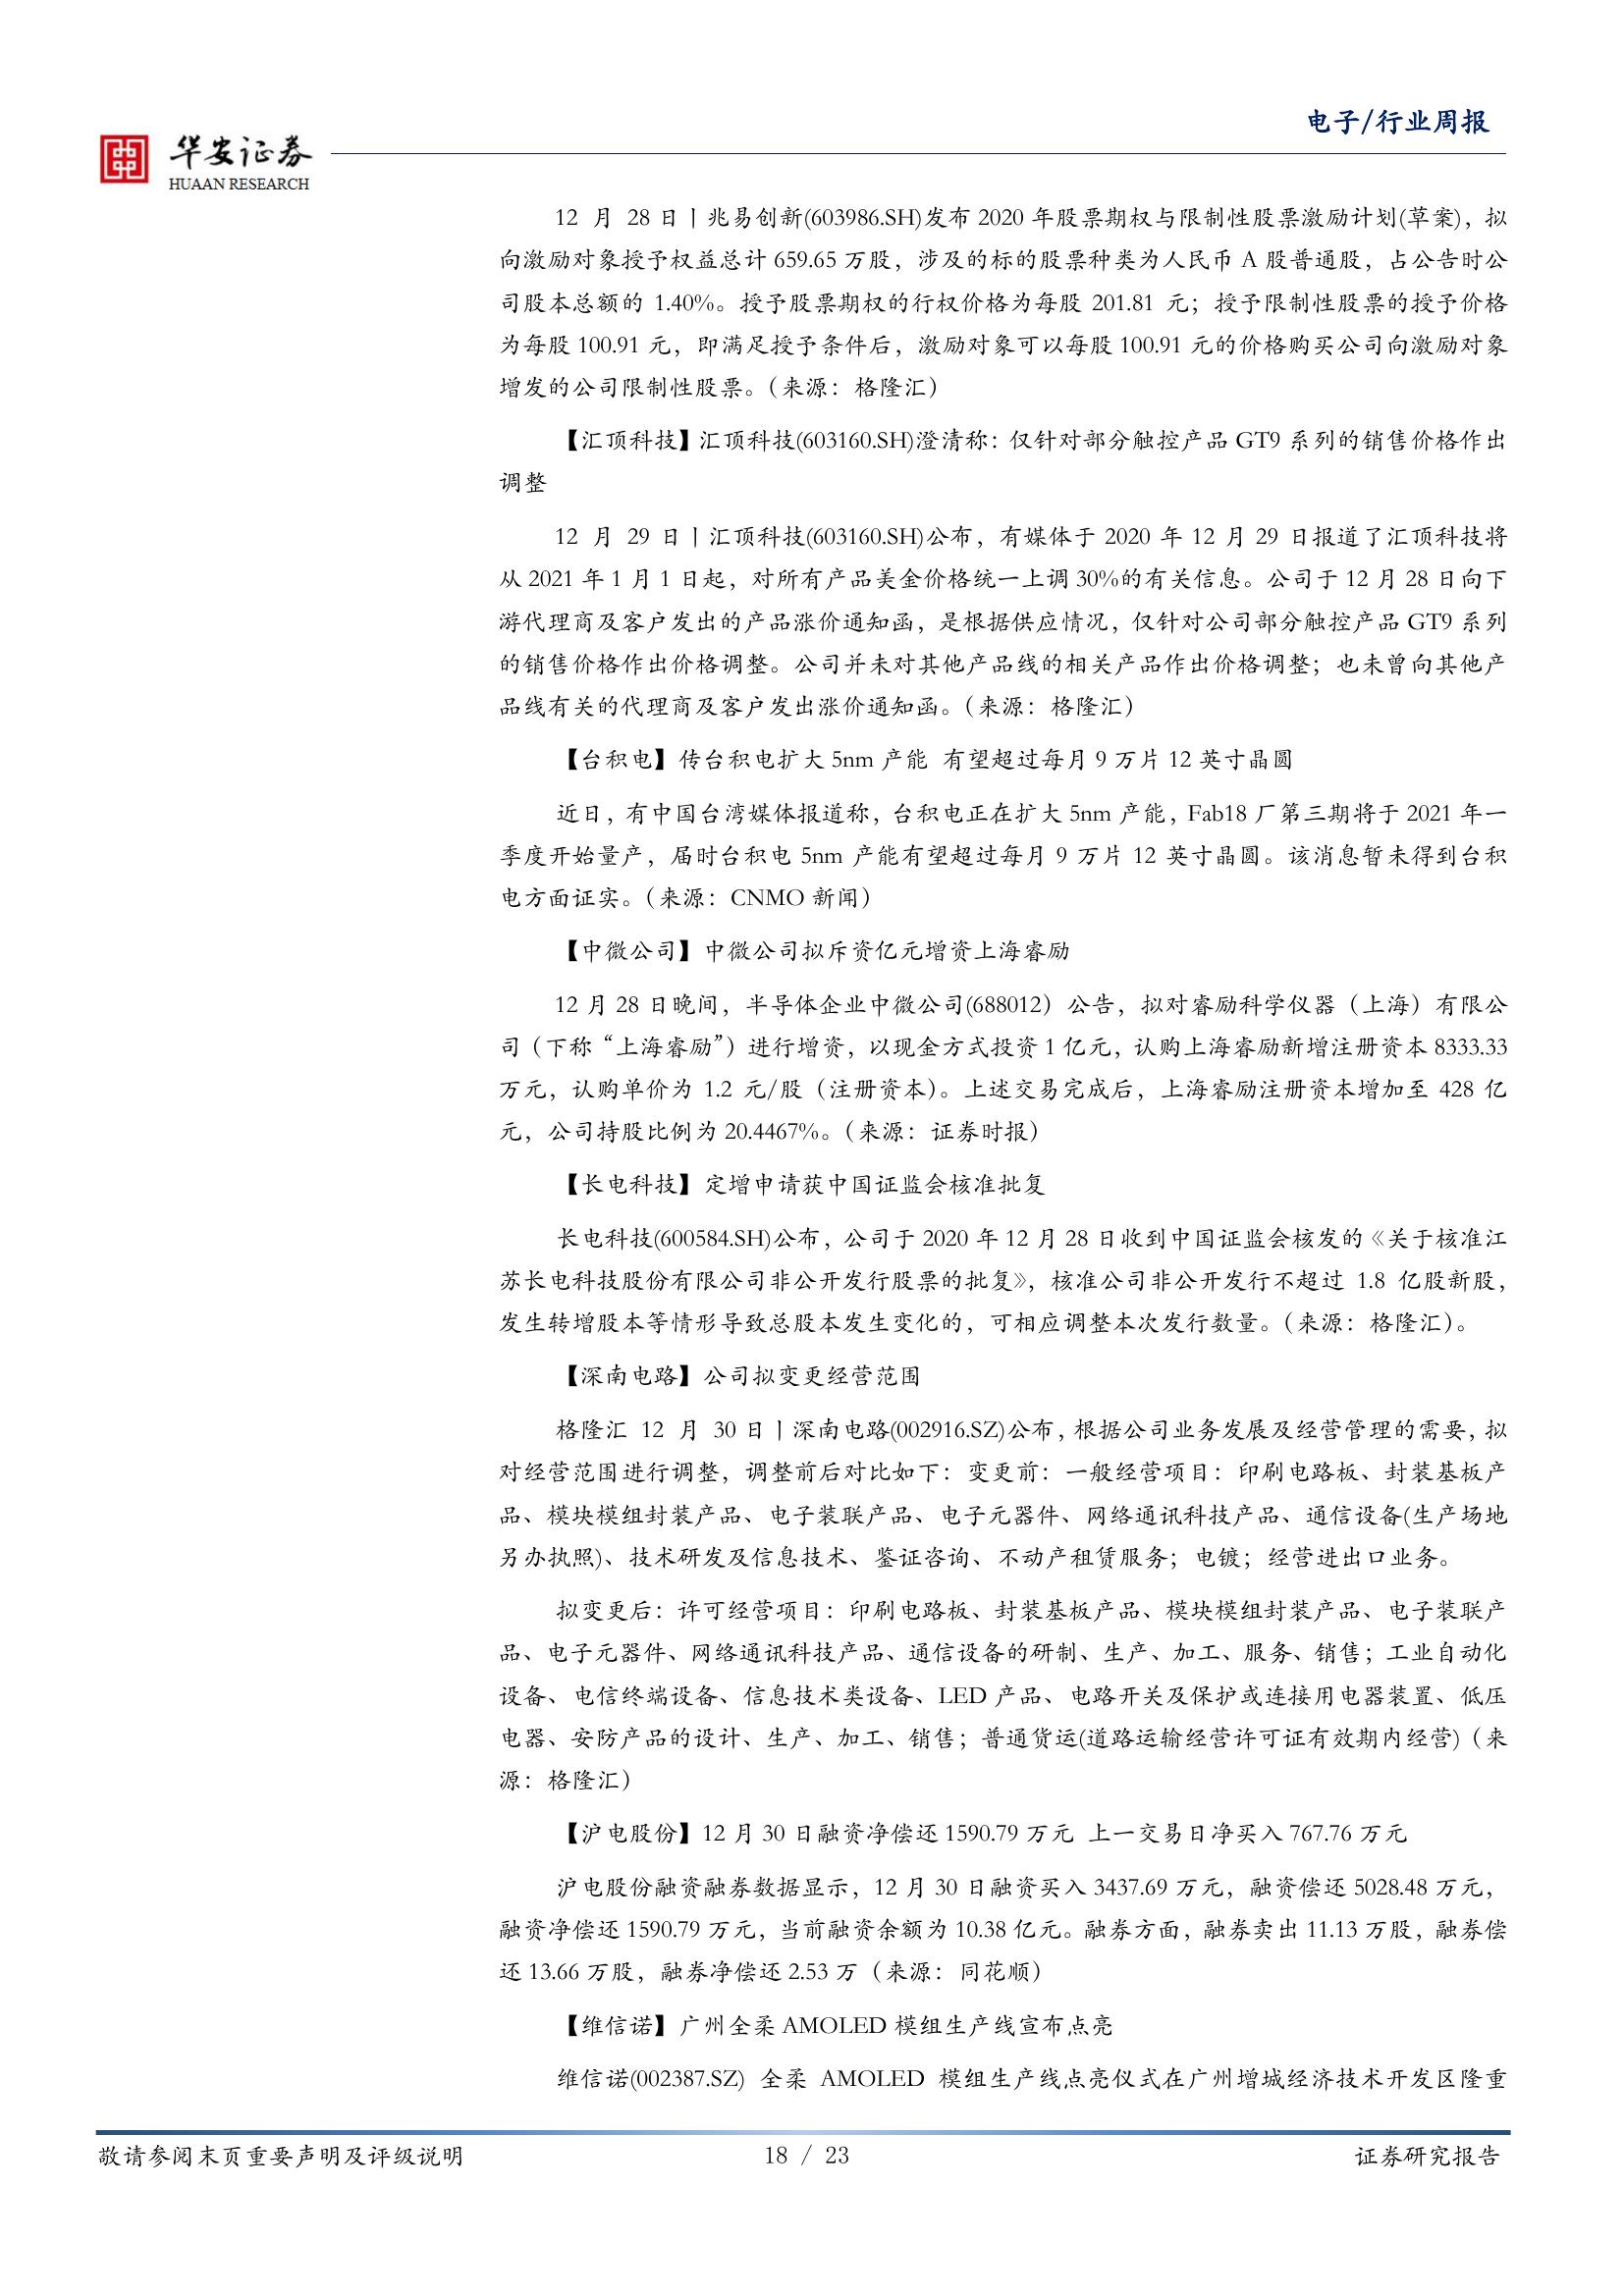 电子/行业周报
华安证券
HUAAN RESEARCH
12 月 28 日丨兆易创新(603986.SH)发布 2020 年股票期权与限制性股票激励计划(草案)，拟
向激励对象授予权益总计 659.65 万股，涉及的标的股票种类为人民币 A 股普通股，占公告时公
司股本总额的 1.40%。授予股票期权的行权价格为每股 201.81 元；授予限制性股票的授予价格
为每股 100.91 元，即满足授予条件后，激励对象可以每股 100.91 元的价格购买公司向激励对象
增发的公司限制性股票。（来源：格隆汇）
【汇顶科技】汇顶科技(603160.SH)澄清称：仅针对部分触控产品 GT9 系列的销售价格作出
调整
12 月 29 日丨汇顶科技(603160.SH)公布，有媒体于 2020 年 12 月 29 日报道了汇顶科技将
从 2021 年 1 月 1 日起，对所有产品美金价格统一上调 30%的有关信息。公司于 12 月 28 日向下
游代理商及客户发出的产品涨价通知函，是根据供应情况，仅针对公司部分触控产品 GT9 系列
的销售价格作出价格调整。公司并未对其他产品线的相关产品作出价格调整；也未曾向其他产
品线有关的代理商及客户发出涨价通知函。（来源：格隆汇）
【台积电】传台积电扩大 5nm 产能 有望超过每月 9 万片 12 英寸晶圆
近日，有中国台湾媒体报道称，台积电正在扩大 5nm 产能，Fab18 厂第三期将于 2021 年一
季度开始量产，届时台积电 5nm 产能有望超过每月 9 万片 12 英寸晶圆。该消息暂未得到台积
电方面证实。（来源：CNMO 新闻）
【中微公司】中微公司拟斥资亿元增资上海睿励
12 月 28 日晚间，半导体企业中微公司(688012）公告，拟对睿励科学仪器（上海）有限公
司（下称“上海睿励”）进行增资，以现金方式投资 1 亿元，认购上海睿励新增注册资本 8333.33
万元，认购单价为 1.2 元/股（注册资本）。上述交易完成后，上海睿励注册资本增加至 428 亿
元，公司持股比例为 20.4467%。（来源：证券时报）
【长电科技】定增申请获中国证监会核准批复
长电科技(600584.SH)公布，公司于 2020 年 12 月 28 日收到中国证监会核发的《关于核准江
苏长电科技股份有限公司非公开发行股票的批复》，核准公司非公开发行不超过 1.8 亿股新股，
发生转增股本等情形导致总股本发生变化的，可相应调整本次发行数量。（来源：格隆汇）。
【深南电路】公司拟变更经营范围
格隆汇 12 月 30 日丨深南电路(002916.SZ)公布，根据公司业务发展及经营管理的需要，拟
对经营范围进行调整，调整前后对比如下：变更前：一般经营项目：印刷电路板、封装基板产
品、模块模组封装产品、电子装联产品、电子元器件、网络通讯科技产品、通信设备(生产场地
另办执照)、技术研发及信息技术、鉴证咨询、不动产租赁服务；电镀；经营进出口业务。
拟变更后：许可经营项目：印刷电路板、封装基板产品、模块模组封装产品、电子装联产
品、电子元器件、网络通讯科技产品、通信设备的研制、生产、加工、服务、销售；工业自动化
设备、电信终端设备、信息技术类设备、LED 产品、电路开关及保护或连接用电器装置、低压
电器、安防产品的设计、生产、加工、销售；普通货运(道路运输经营许可证有效期内经营)（来
源：格隆汇）
【沪电股份】12 月 30 日融资净偿还 1590.79 万元 上一交易日净买入 767.76 万元
沪电股份融资融券数据显示，12 月 30 日融资买入 3437.69 万元，融资偿还 5028.48 万元，
融资净偿还 1590.79 万元，当前融资余额为 10.38 亿元。融券方面，融券卖出 11.13 万股，融券偿
还 13.66 万股，融券净偿还 2.53 万（来源：同花顺）
【维信诺】广州全柔 AMOLED 模组生产线宣布点亮
维信诺(002387.SZ) 全柔 AMOLED 模组生产线点亮仪式在广州增城经济技术开发区隆重
敬请参阅末页重要声明及评级说明
18 / 23
证券研究报告